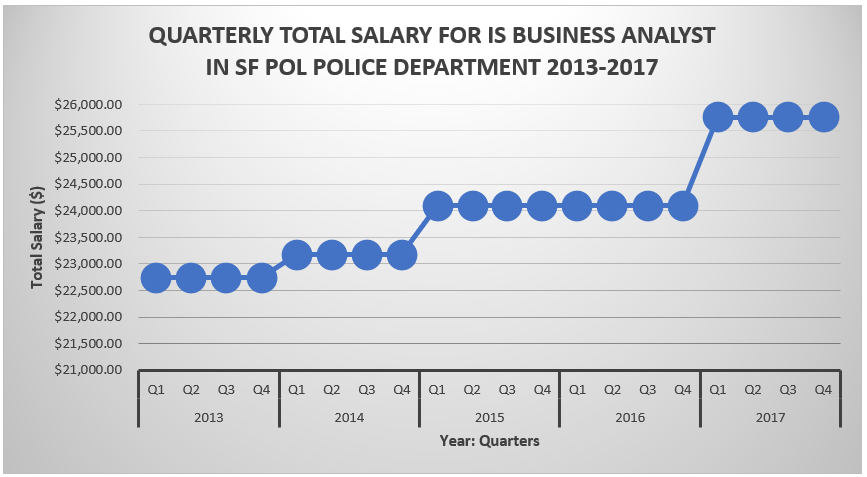 QUARTERLY TOTAL SALARY FOR IS BUSINESS ANALYST
IN SF POL POLICE DEPARTMENT 2013-2017
Total Salary ($)
$26,000.00
$25,500.00
$25,000.00
$24,500.00
$24,000.00
$23,500.00
$23,000.00
$22,500.00
$22,000.00
$21,500.00
$21,000.00
Q1 Q2 Q3 Q4 Q1 Q2 Q3 Q4 Q1 Q2 Q3 Q4 Q1 Q2 Q3 Q4 Q1 Q2 Q3 Q4
2013 2014 2015 2016 2017
Year: Quarters